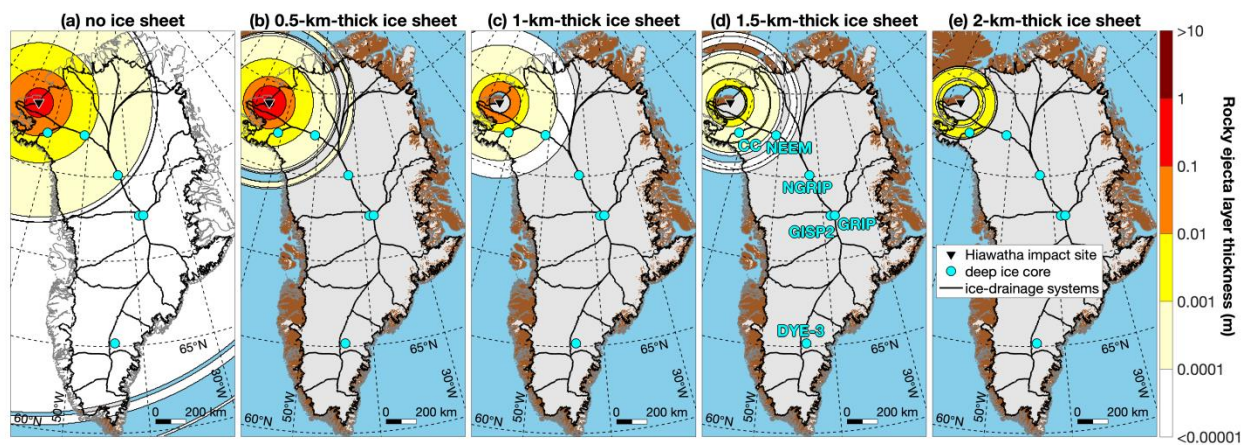 (a) no ice sheet
(b) 0.5-km-thick ice sheet
(c) 1-km-thick ice sheet
(d) 1.5-km-thick ice sheet
(e) 2-km-thick ice sheet
CC
NEEM
NGRIP
GISP2
GRIP
DYE-3
Hiawatha impact site
deep ice core
ice-drainage systems
65°N
30°W
50°W
60°N
0 200 km
65°N
30°W
50°W
60°N
0 200 km
65°N
30°W
50°W
60°N
0 200 km
65°N
30°W
50°W
60°N
0 200 km
65°N
30°W
50°W
60°N
0 200 km
>10
1
0.1
0.01
0.001
0.0001
<0.00001
Rocky ejecta layer thickness (m)